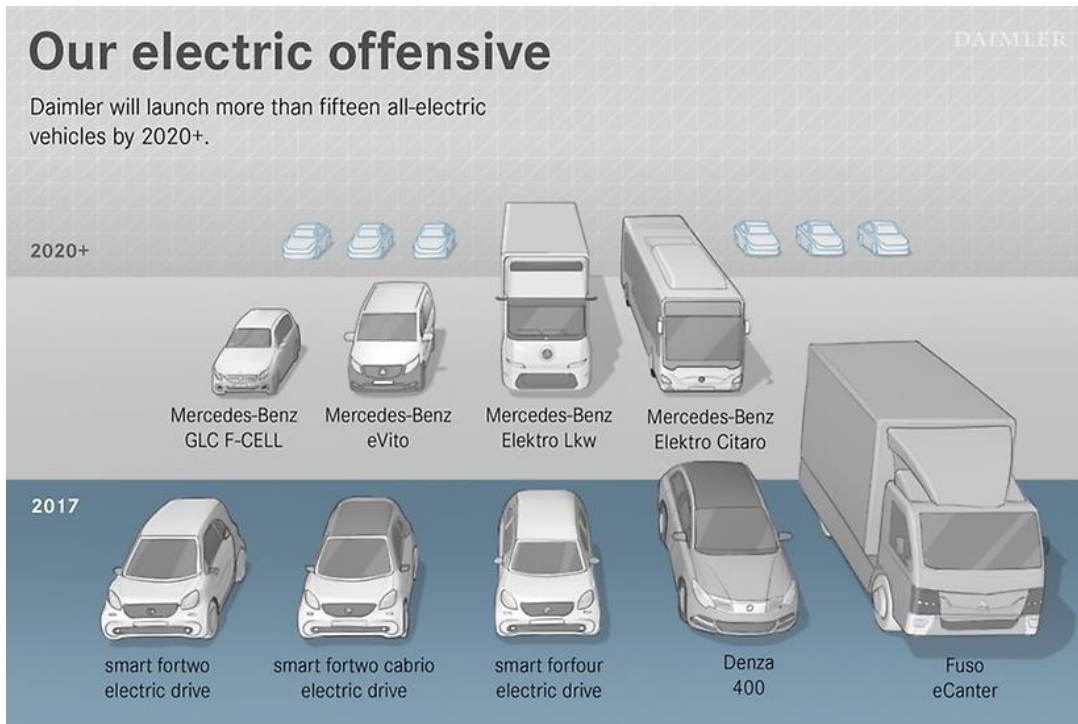 Our electric offensive
DAIMLER
Daimler will launch more than fifteen all-electric
vehicles by 2020+.
2020+
Mercedes-Benz
GLC F-CELL
Mercedes-Benz
eVito
Mercedes-Benz
Elektro Lkw
Mercedes-Benz
Elektro Citaro
2017
smart fortwo
electric drive
smart fortwo cabrio
electric drive
smart forfour
electric drive
Denza
400
Fuso
eCanter